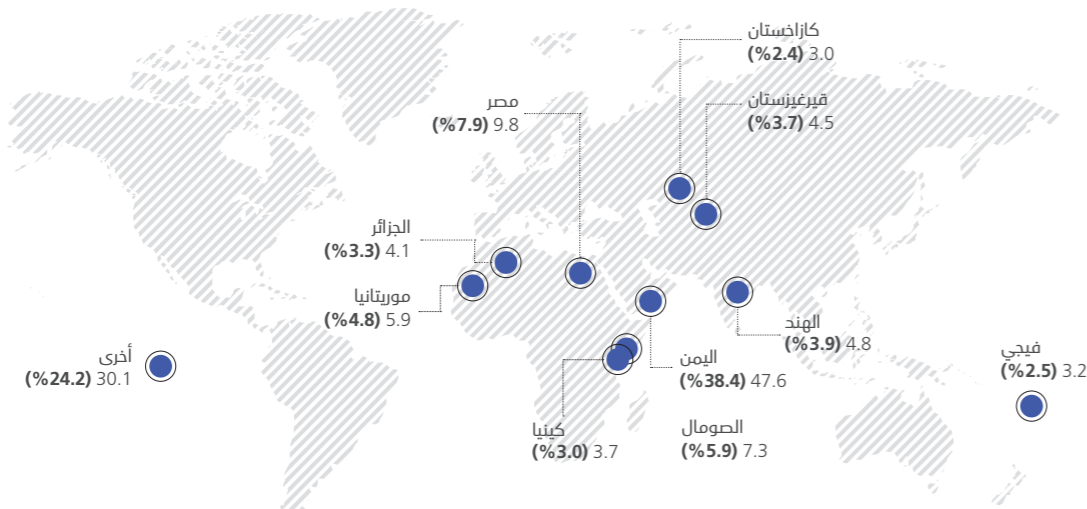 كازاخستان
3.0 (%2.4)
قيرغيزستان
4.5 (%3.7)
مصر
9.8 (%7.9)
الجزائر
4.1 (%3.3)
موريتانيا
5.9 (%4.8)
الهند
4.8 (%3.9)
فيجي
3.2 (%2.5)
أخرى
30.1 (%24.2)
اليمن
47.6 (%38.4)
الصومال
7.3 (%5.9)
كينيا
3.7 (%3.0)